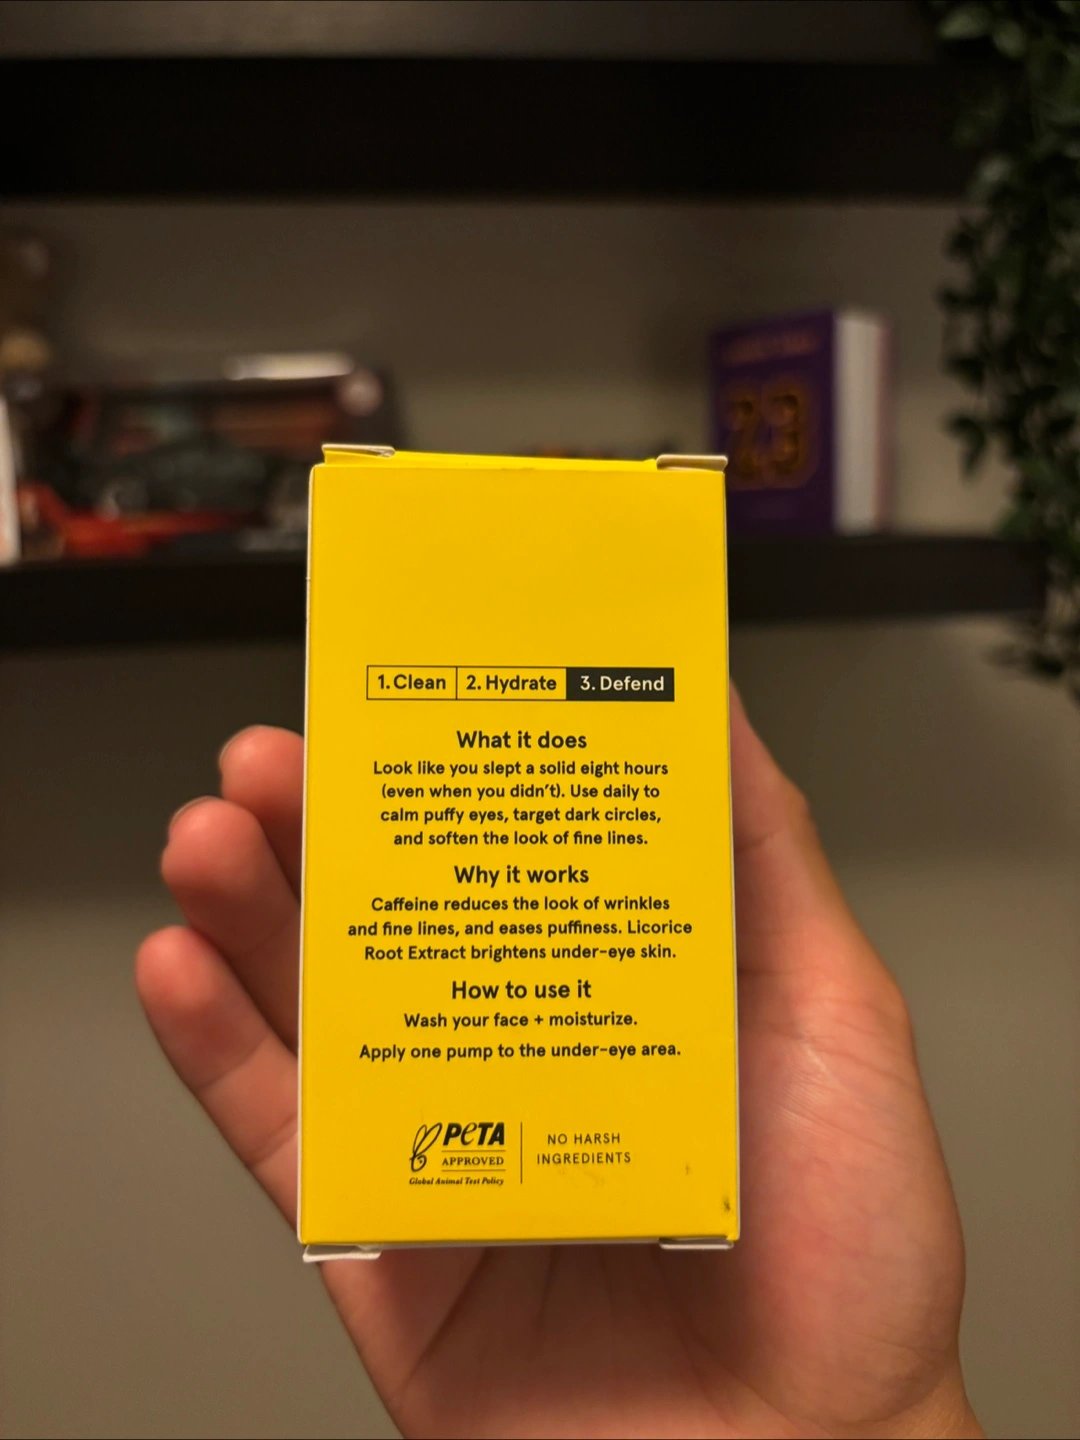 23
1. Clean 2. Hydrate 3. Defend
What it does
Look like you slept a solid eight hours
(even when you didn't). Use daily to
calm puffy eyes, target dark circles,
and soften the look of fine lines.
Why it works
Caffeine reduces the look of wrinkles
and fine lines, and eases puffiness. Licorice
Root Extract brightens under-eye skin.
How to use it
Wash your face + moisturize.
Apply one pump to the under-eye area.
PETA
APPROVED
Global Animal Test Policy
NO HARSH
INGREDIENTS